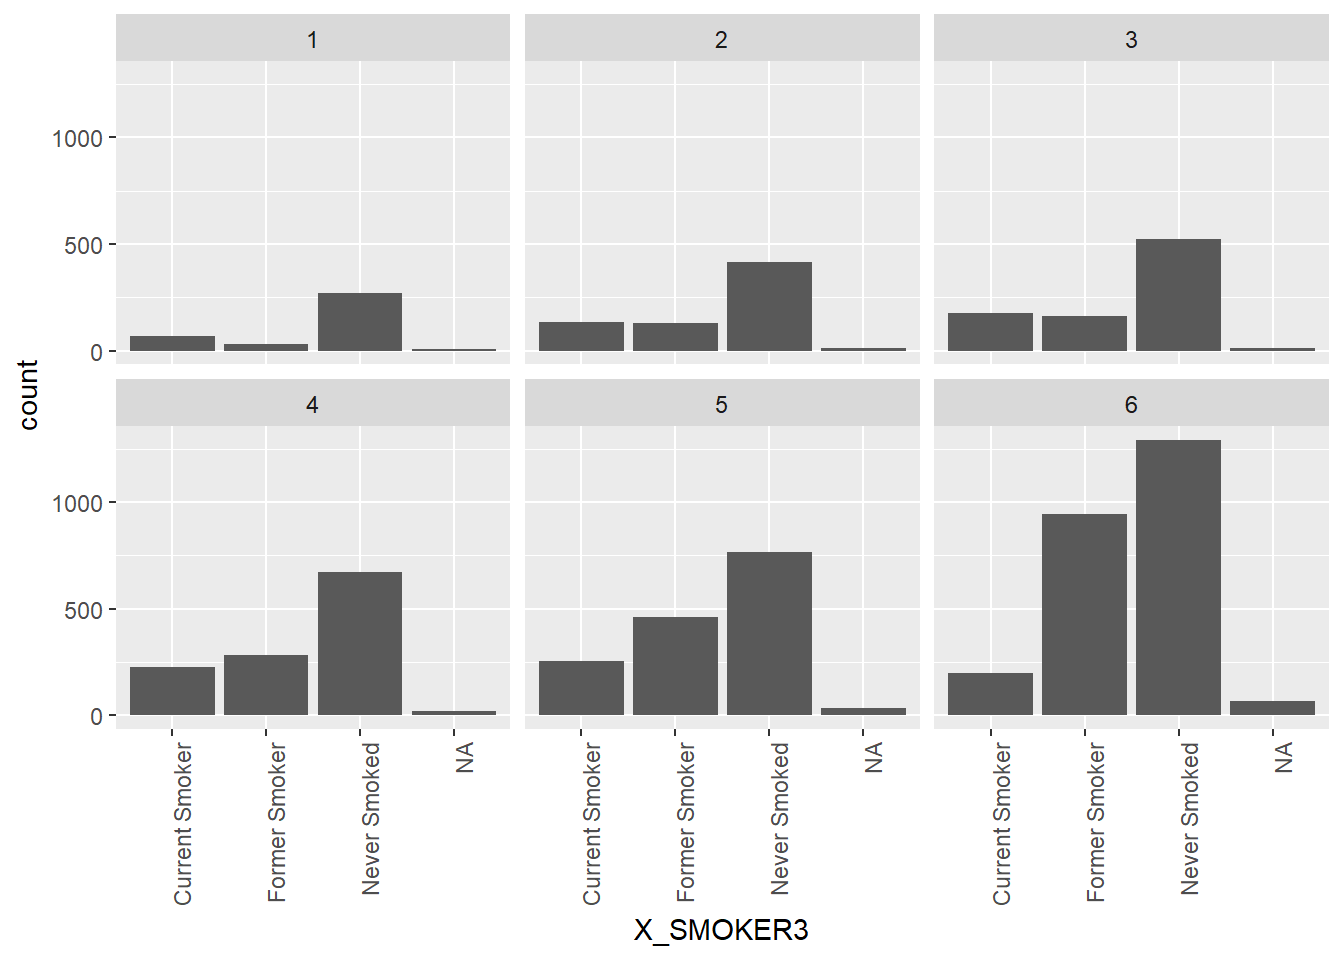 1
2
3
1000
500
0
4
5
6
1000
500
0
count
Current Smoker
Former Smoker
Never Smoked
NA
Current Smoker
Former Smoker
Never Smoked
NA
Current Smoker
Former Smoker
Never Smoked
NA
X_SMOKER3